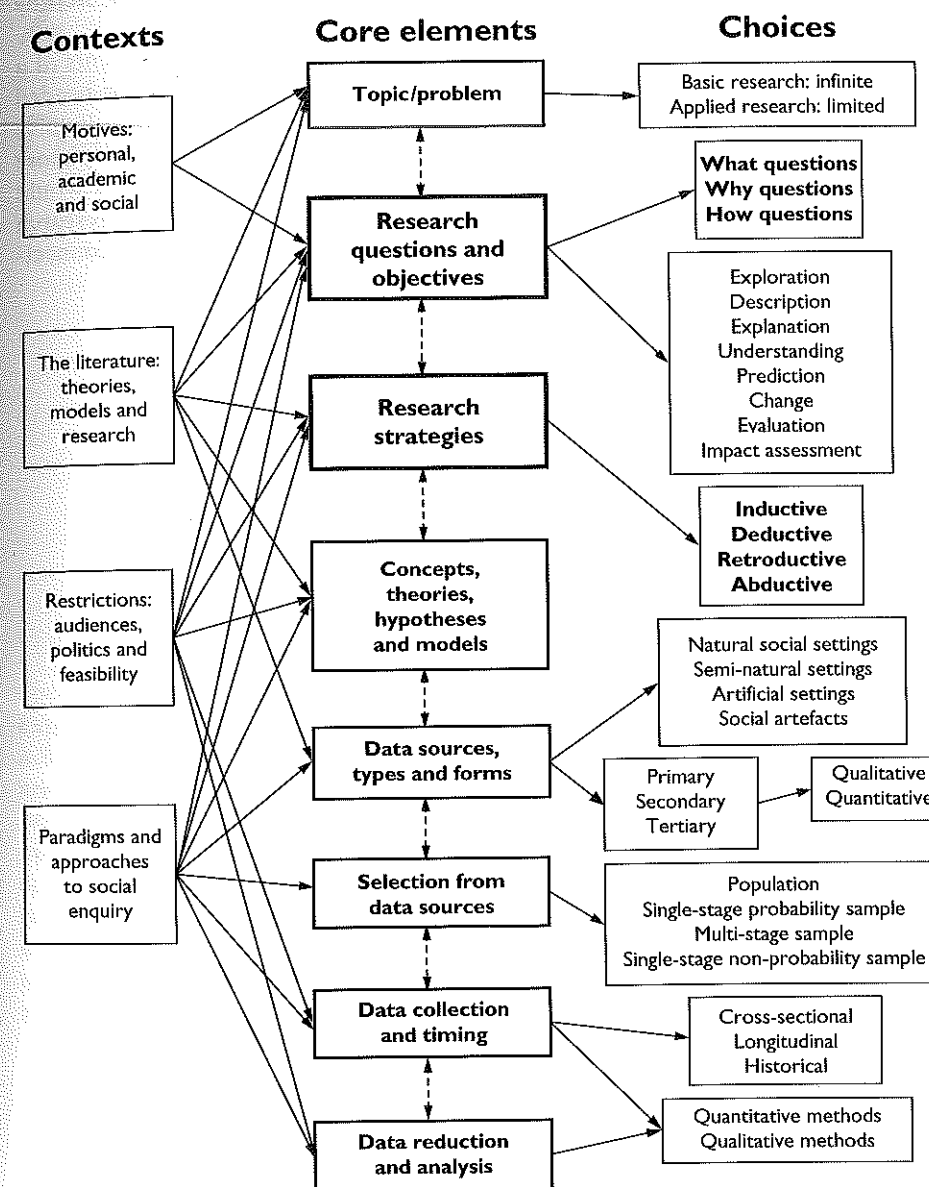 Contexts
Core elements
Choices
Motives:
personal,
academic
and social
The literature:
theories,
models and
research
Restrictions:
audiences,
politics and
feasibility
Paradigms and
approaches
to social
enquiry
Topic/problem
Research
questions and
objectives
Research
strategies
Concepts,
theories,
hypotheses
and models
Data sources,
types and forms
Selection from
data sources
Data collection
and timing
Data reduction
and analysis
Basic research: infinite
Applied research: limited
What questions
Why questions
How questions
Exploration
Description
Explanation
Understanding
Prediction
Change
Evaluation
Impact assessment
Inductive
Deductive
Retroductive
Abductive
Natural social settings
Semi-natural settings
Artificial settings
Social artefacts
Primary
Secondary
Tertiary
Qualitative
Quantitative
Population
Single-stage probability sample
Multi-stage sample
Single-stage non-probability sample
Cross-sectional
Longitudinal
Historical
Quantitative methods
Qualitative methods